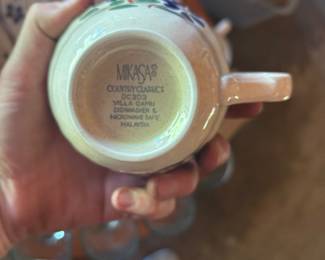 MIKASA®
COUNTRY CLASSICS
DC303
VILLA CAPRI
DISHWASHER &
MICROWAVE SAFE
MALAYSIA